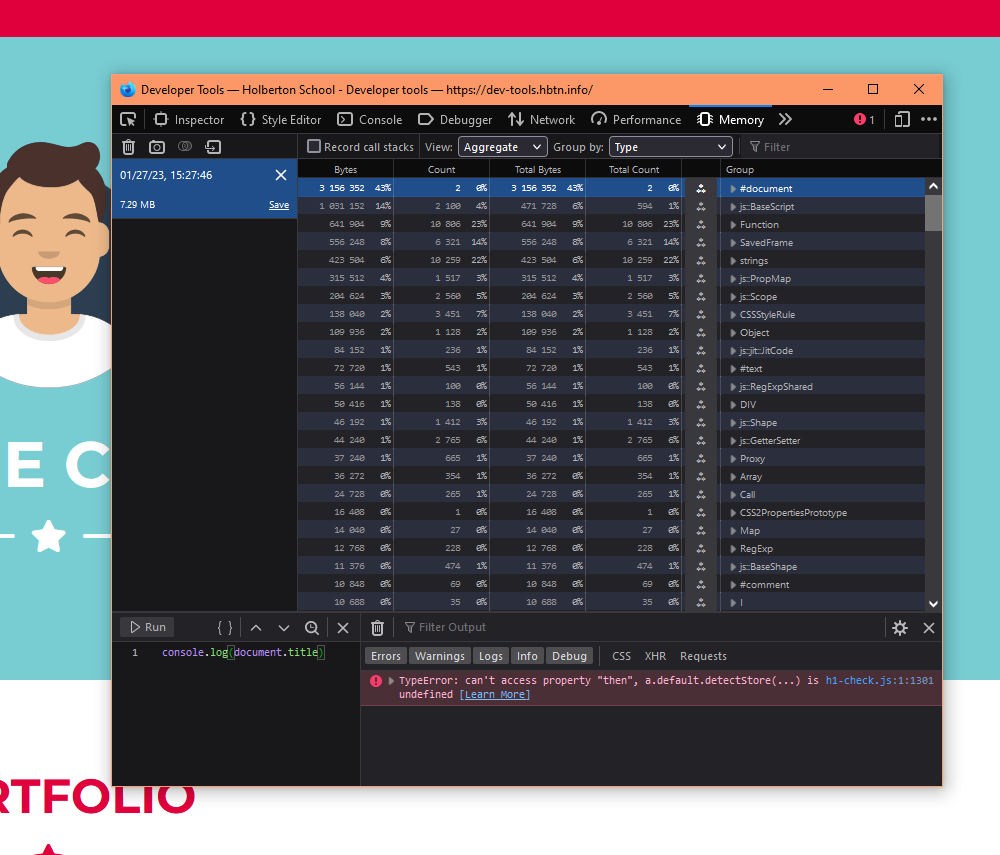 Developer Tools — Holberton School - Developer tools — https://dev-tools.hbtn.info/
Inspector Style Editor Console Debugger Network Performance Memory 1
Record call stacks View: Aggregate Group by: Type Filter
01/27/23, 15:27:46
7.29 MB Save
Bytes Count Total Bytes Total Count Group
3 156 352 43% 2 0% 3 156 352 43% 2 0% #document
1 031 152 14% 2 100 4% 471 728 6% 594 1% js::BaseScript
641 904 9% 10 806 23% 641 904 9% 10 806 23% Function
556 248 8% 6 321 14% 556 248 8% 6 321 14% SavedFrame
423 504 6% 10 259 22% 423 504 6% 10 259 22% strings
315 512 4% 1 517 3% 315 512 4% 1 517 3% js::PropMap
204 624 3% 2 560 5% 204 624 3% 2 560 5% js::Scope
138 040 2% 3 451 7% 138 040 2% 3 451 7% CSSStyleRule
109 936 2% 1 128 2% 109 936 2% 1 128 2% Object
84 152 1% 236 1% 84 152 1% 236 1% js::jit::JitCode
72 720 1% 543 1% 72 720 1% 543 1% #text
56 144 1% 100 0% 56 144 1% 100 0% js::RegExpShared
50 416 1% 138 0% 50 416 1% 138 0% DIV
46 192 1% 1 412 3% 46 192 1% 1 412 3% js::Shape
44 240 1% 2 765 6% 44 240 1% 2 765 6% js::GetterSetter
37 240 1% 665 1% 37 240 1% 665 1% Proxy
36 272 0% 354 1% 36 272 0% 354 1% Array
24 728 0% 265 1% 24 728 0% 265 1% Call
16 408 0% 1 0% 16 408 0% 1 0% CSS2PropertiesPrototype
14 040 0% 27 0% 14 040 0% 27 0% Map
12 768 0% 228 0% 12 768 0% 228 0% RegExp
11 376 0% 474 1% 11 376 0% 474 1% js::BaseShape
10 848 0% 69 0% 10 848 0% 69 0% #comment
10 688 0% 35 0% 10 688 0% 35 0% I
E C
Run { } Filter Output
1 console.log(document.title)
Errors Warnings Logs Info Debug CSS XHR Requests
TypeError: can't access property "then", a.default.detectStore(...) is h1-check.js:1:1301
undefined [Learn More]
RTFOLIO